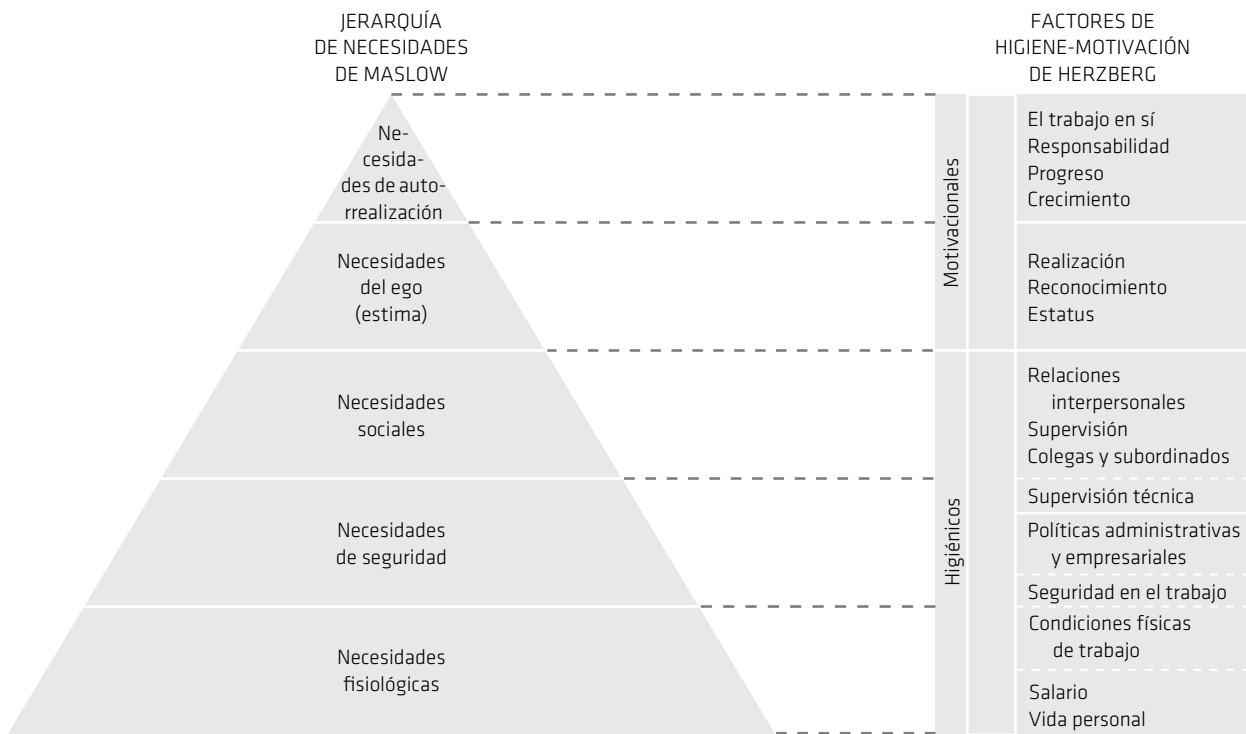 JERARQUÍA
DE NECESIDADES
DE MASLOW
Ne-
cesida-
des de auto-
rrealización
Necesidades
del ego
(estima)
Necesidades
sociales
Necesidades
de seguridad
Necesidades
fisiológicas
FACTORES DE
HIGIENE-MOTIVACIÓN
DE HERZBERG
Motivacionales
Higiénicos
El trabajo en sí
Responsabilidad
Progreso
Crecimiento
Realización
Reconocimiento
Estatus
Relaciones
interpersonales
Supervisión
Colegas y subordinados
Supervisión técnica
Políticas administrativas
y empresariales
Seguridad en el trabajo
Condiciones físicas
de trabajo
Salario
Vida personal